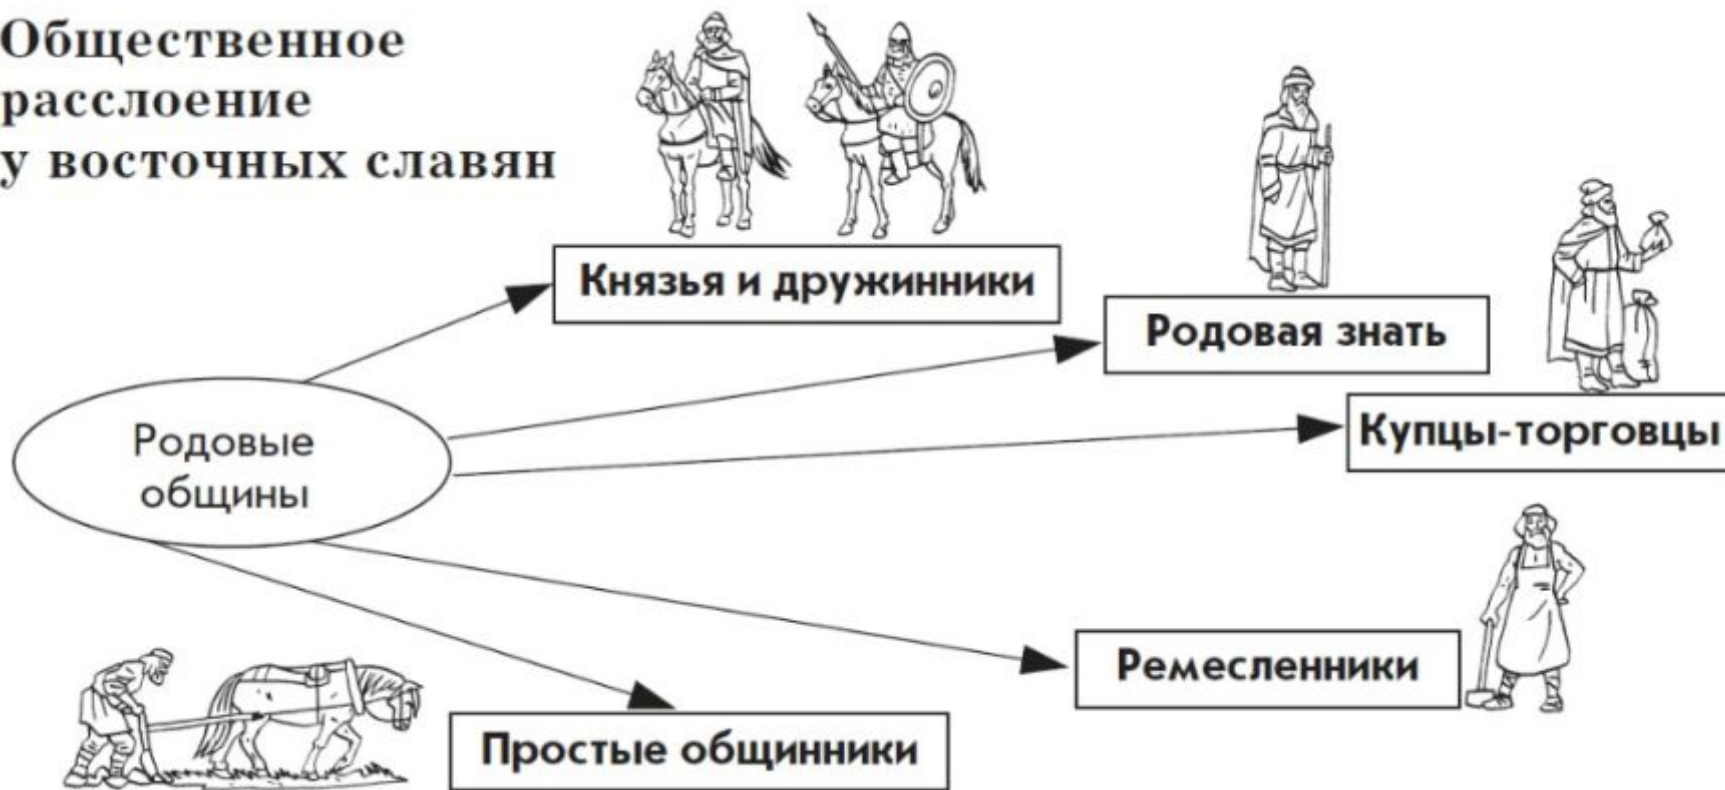 Общественное
расслоение
у восточных славян
Князья и дружинники
Родовая знать
Купцы-торговцы
Родовые
общины
Ремесленники
Простые общинники